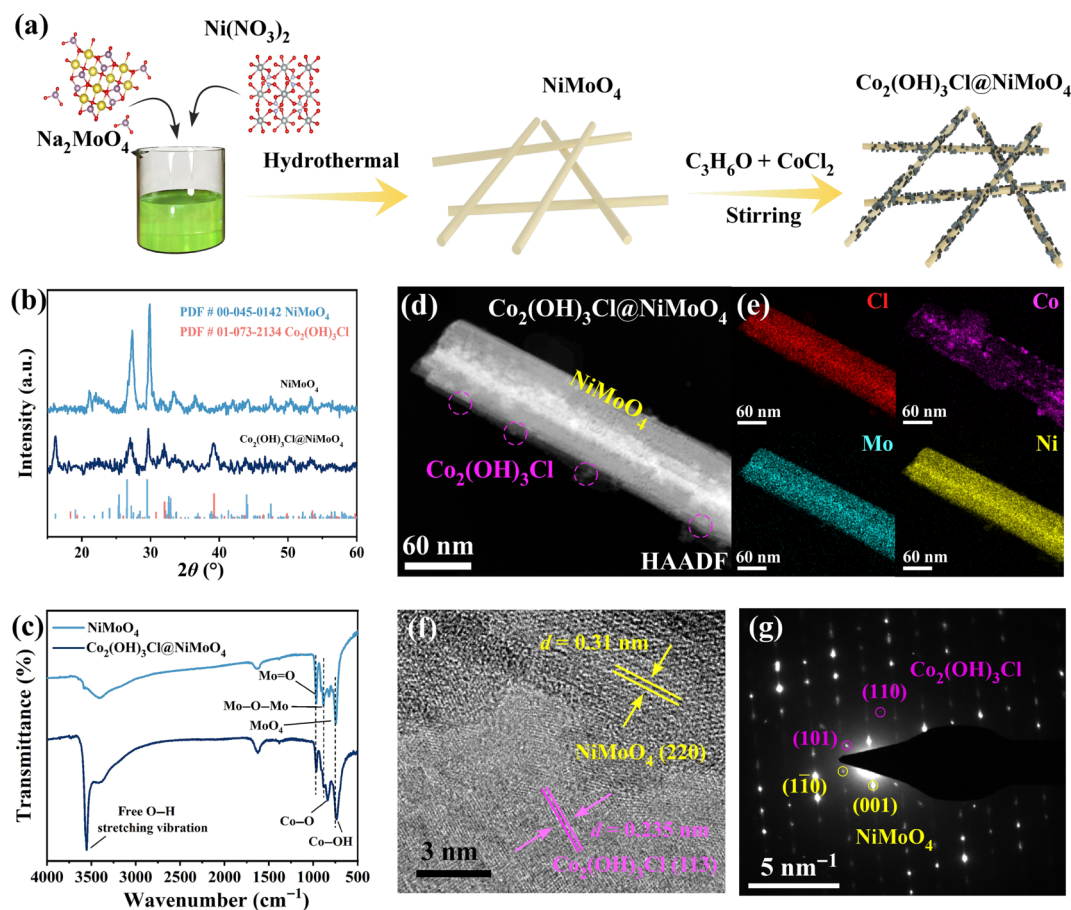 (a)
Ni(NO₃)₂
Na₂MoO₄
Hydrothermal
NiMoO₄
C₃H₆O + CoCl₂
Stirring
Co₂(OH)₃Cl@NiMoO₄
(b)
PDF # 00-045-0142 NiMoO₄
PDF # 01-073-2134 Co₂(OH)₃Cl
NiMoO₄
Co₂(OH)₃Cl@NiMoO₄
Intensity (a.u.)
20 30 40 50 60
2θ (°)
(c)
NiMoO₄
Co₂(OH)₃Cl@NiMoO₄
Mo=O
Mo–O–Mo
MoO₄
Free O–H
stretching vibration
Co–O
Co–OH
Transmittance (%)
4000 3500 3000 2500 2000 1500 1000 500
Wavenumber (cm⁻¹)
(d)
Co₂(OH)₃Cl@NiMoO₄
NiMoO₄
Co₂(OH)₃Cl
60 nm
HAADF
(e)
Cl
60 nm
Co
60 nm
Mo
60 nm
Ni
60 nm
(f)
d = 0.31 nm
NiMoO₄ (220)
d = 0.235 nm
Co₂(OH)₃Cl (113)
3 nm
(g)
Co₂(OH)₃Cl
(110)
(101)
(11̄0)
(001)
NiMoO₄
5 nm⁻¹